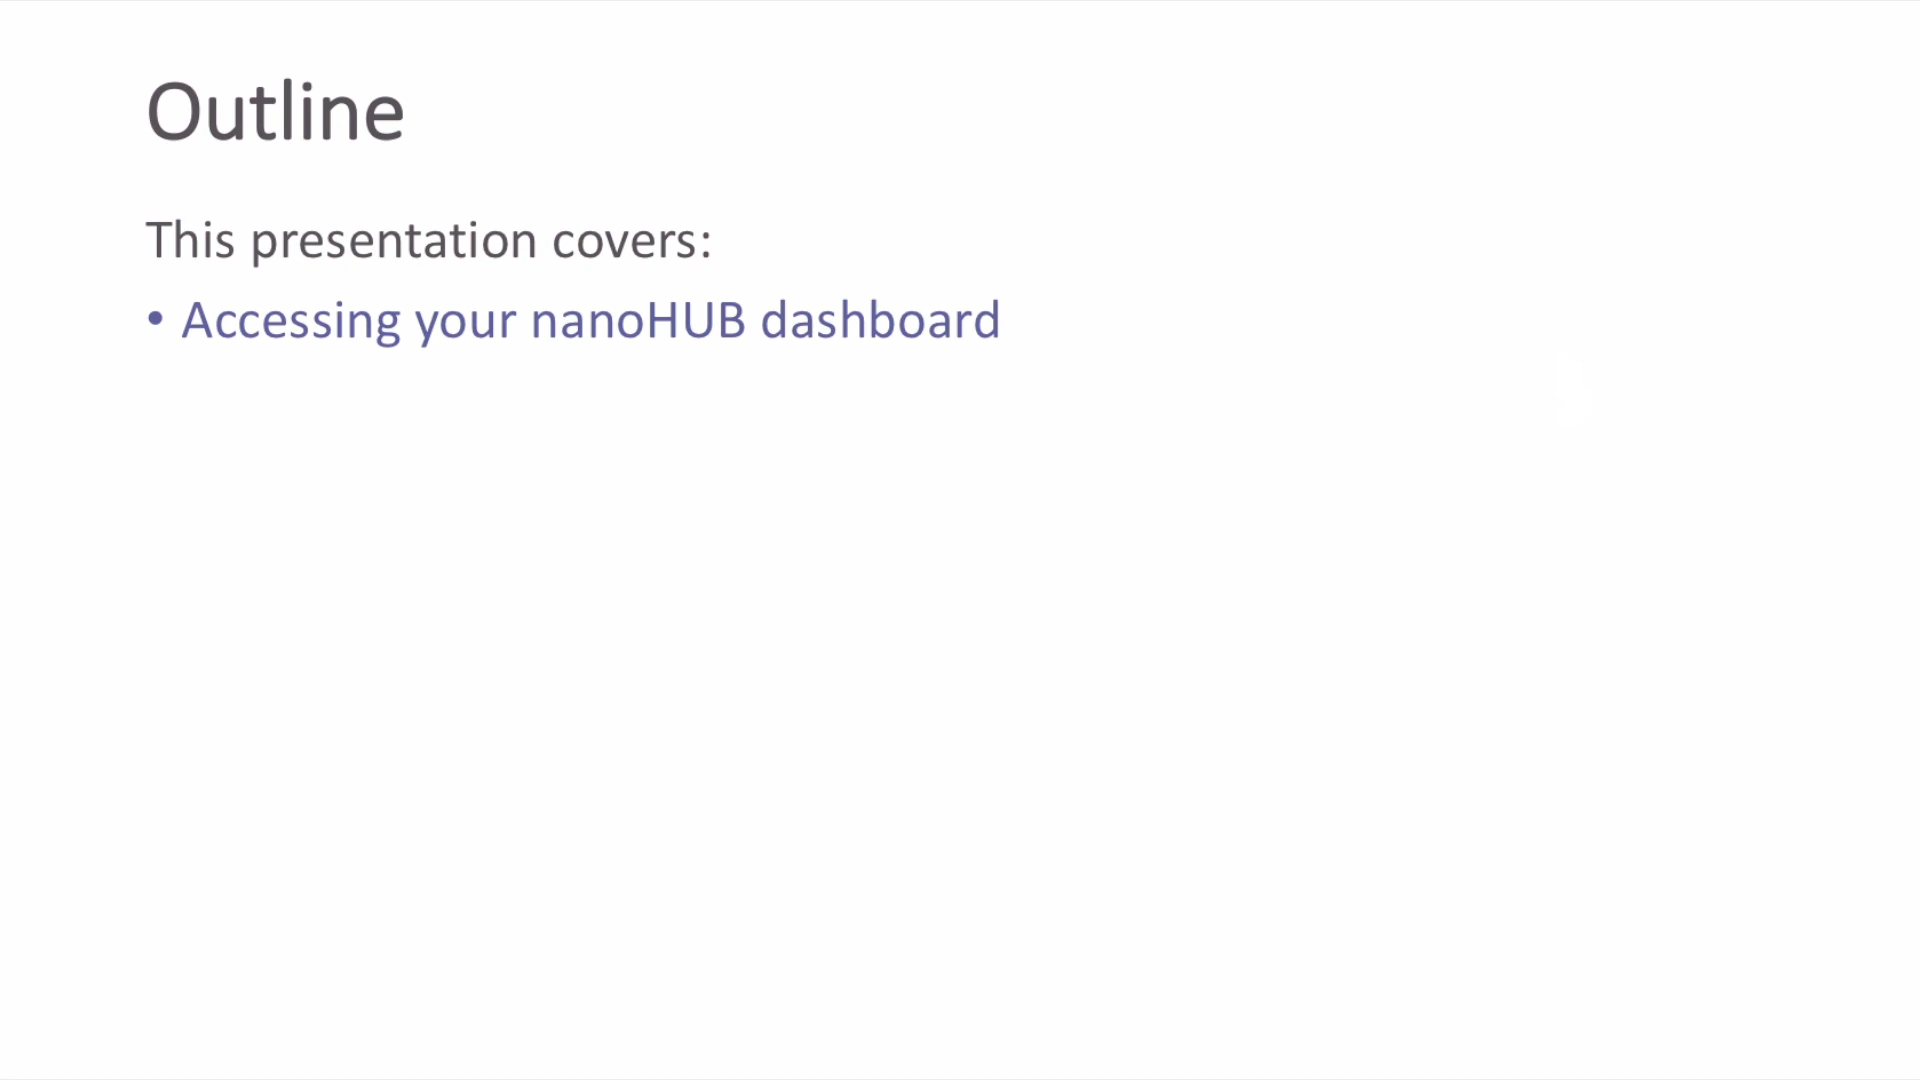 Outline
This presentation covers:
• Accessing your nanoHUB dashboard